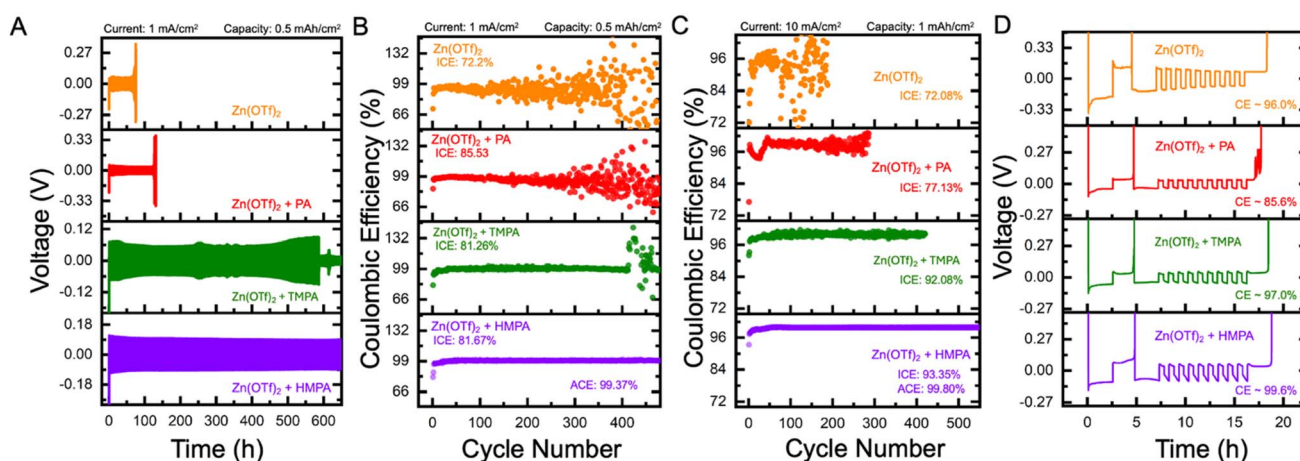 A
Current: 1 mA/cm² Capacity: 0.5 mAh/cm²
0.27
0.00
-0.27
Zn(OTf)₂
0.33
0.00
-0.33
Zn(OTf)₂ + PA
0.12
0.00
-0.12
Zn(OTf)₂ + TMPA
0.18
0.00
-0.18
Zn(OTf)₂ + HMPA
0 100 200 300 400 500 600
Voltage (V)
Time (h)
B
Current: 1 mA/cm² Capacity: 0.5 mAh/cm²
132
99
66
Zn(OTf)₂
ICE: 72.2%
132
99
66
Zn(OTf)₂ + PA
ICE: 85.53
132
99
66
Zn(OTf)₂ + TMPA
ICE: 81.26%
132
99
66
Zn(OTf)₂ + HMPA
ICE: 81.67%
ACE: 99.37%
0 100 200 300 400
Coulombic Efficiency (%)
Cycle Number
C
Current: 10 mA/cm² Capacity: 1 mAh/cm²
96
84
72
Zn(OTf)₂
ICE: 72.08%
96
84
72
Zn(OTf)₂ + PA
ICE: 77.13%
96
84
72
Zn(OTf)₂ + TMPA
ICE: 92.08%
96
84
72
Zn(OTf)₂ + HMPA
ICE: 93.35%
ACE: 99.80%
0 100 200 300 400 500
Coulombic Efficiency (%)
Cycle Number
D
0.33
0.00
-0.33
Zn(OTf)₂
CE ~ 96.0%
0.27
0.00
-0.27
Zn(OTf)₂ + PA
CE ~ 85.6%
0.27
0.00
-0.27
Zn(OTf)₂ + TMPA
CE ~ 97.0%
0.27
0.00
-0.27
Zn(OTf)₂ + HMPA
CE ~ 99.6%
0 5 10 15 20
Voltage (V)
Time (h)